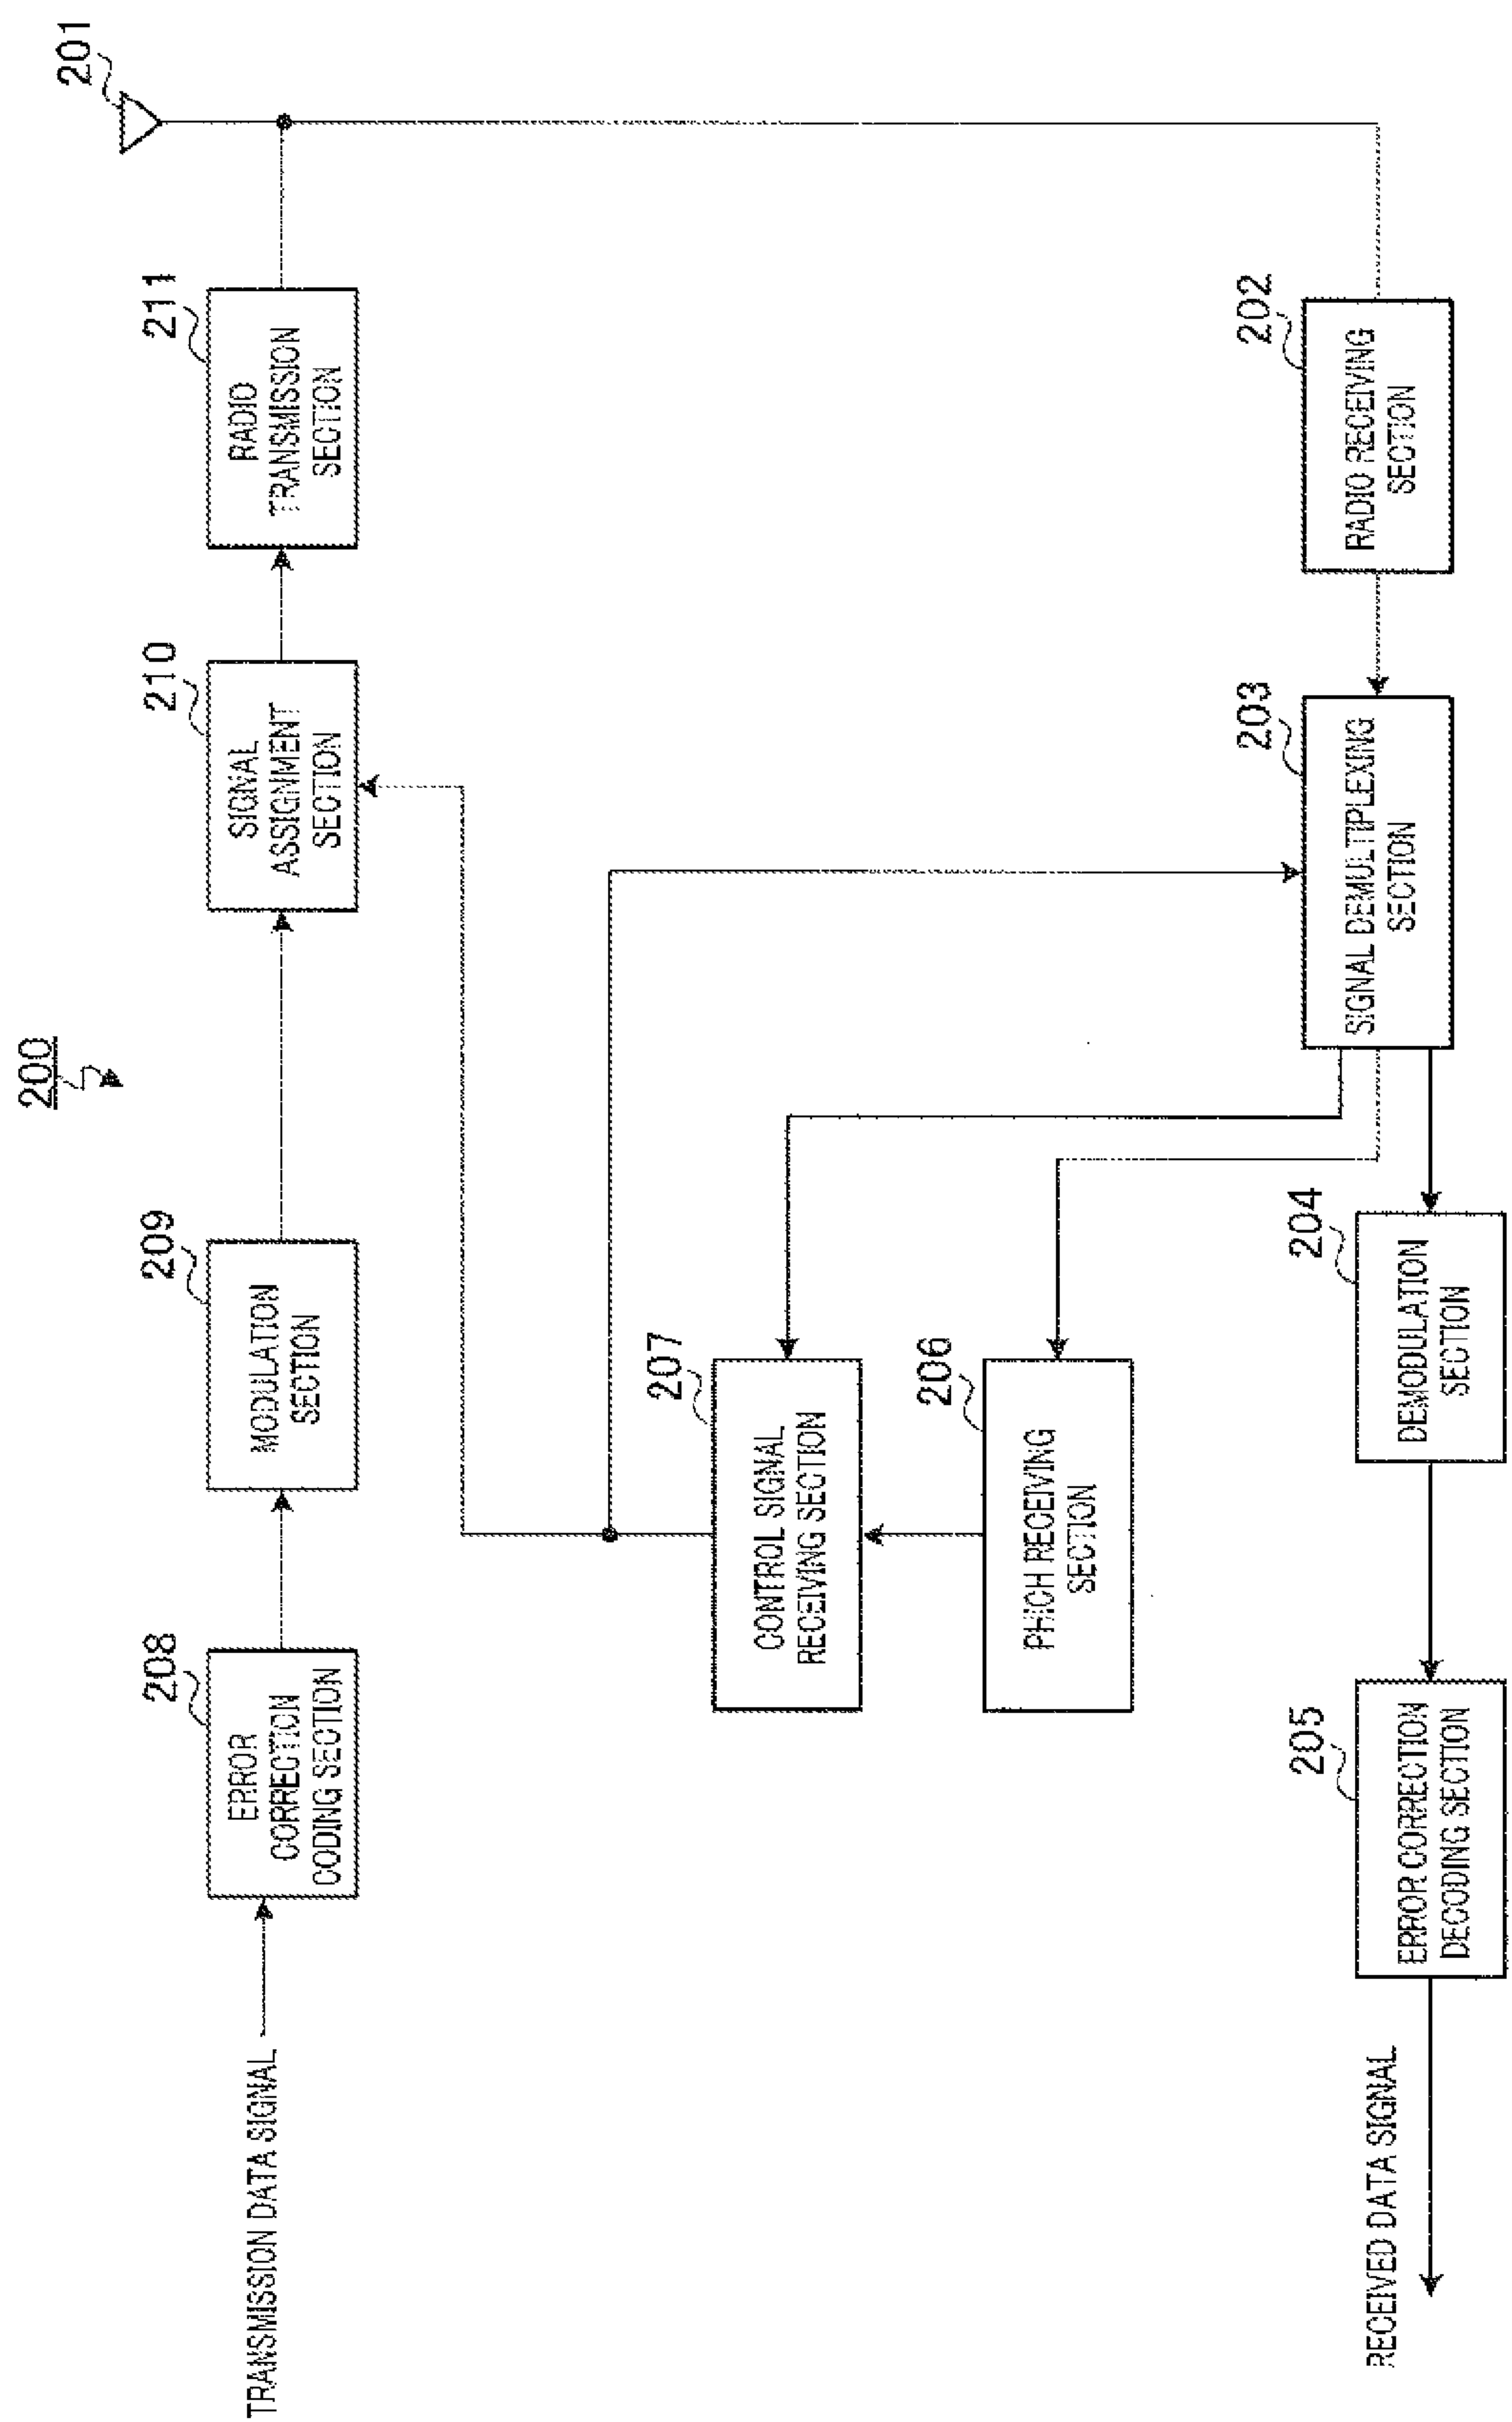 200
201
TRANSMISSION DATA SIGNAL
208
ERROR
CORRECTION
CODING SECTION
209
MODULATION
SECTION
210
SIGNAL
ASSIGNMENT
SECTION
211
RADIO
TRANSMISSION
SECTION
207
CONTROL SIGNAL
RECEIVING SECTION
206
PHICH RECEIVING
SECTION
205
ERROR CORRECTION
DECODING SECTION
204
DEMODULATION
SECTION
203
SIGNAL DEMULTIPLEXING
SECTION
202
RADIO RECEIVING
SECTION
RECEIVED DATA SIGNAL